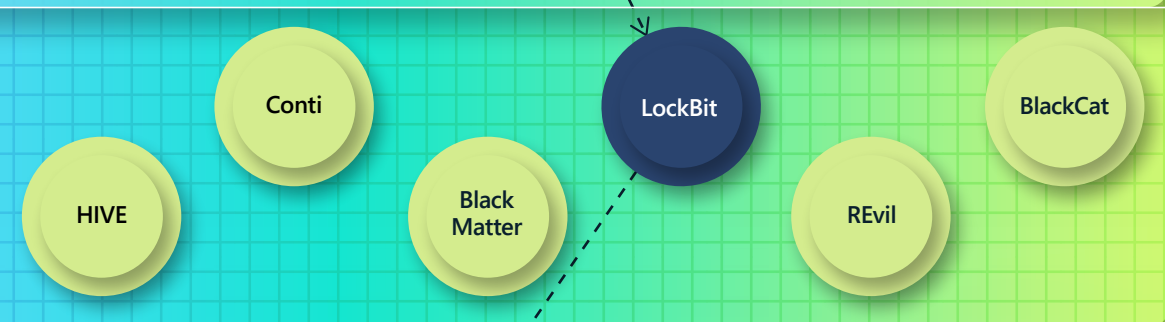 Conti
LockBit
BlackCat
HIVE
Black
Matter
REvil